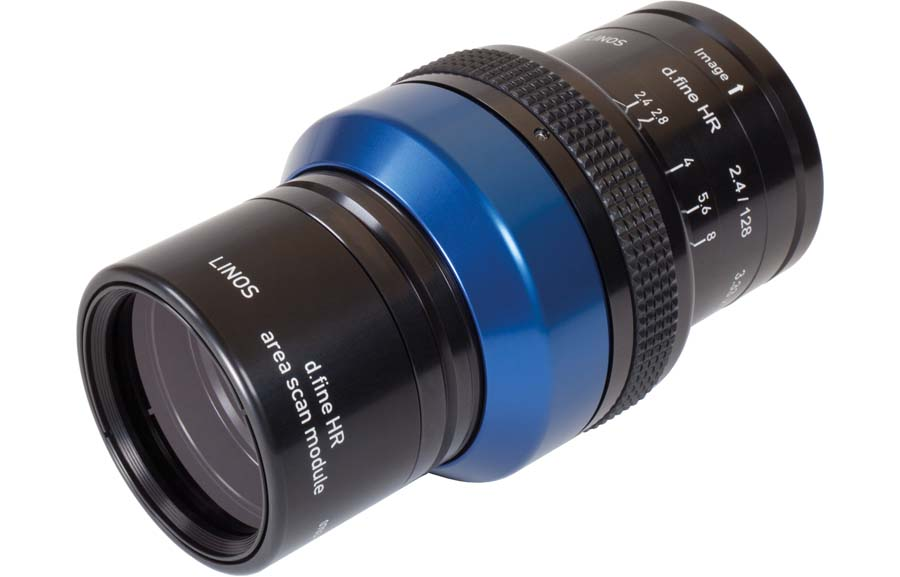 LINOS
d.fine HR
area scan module
LINOS
Image ↑
d.fine HR
2.4 / 128
2.4 2.8 4 5.6 8